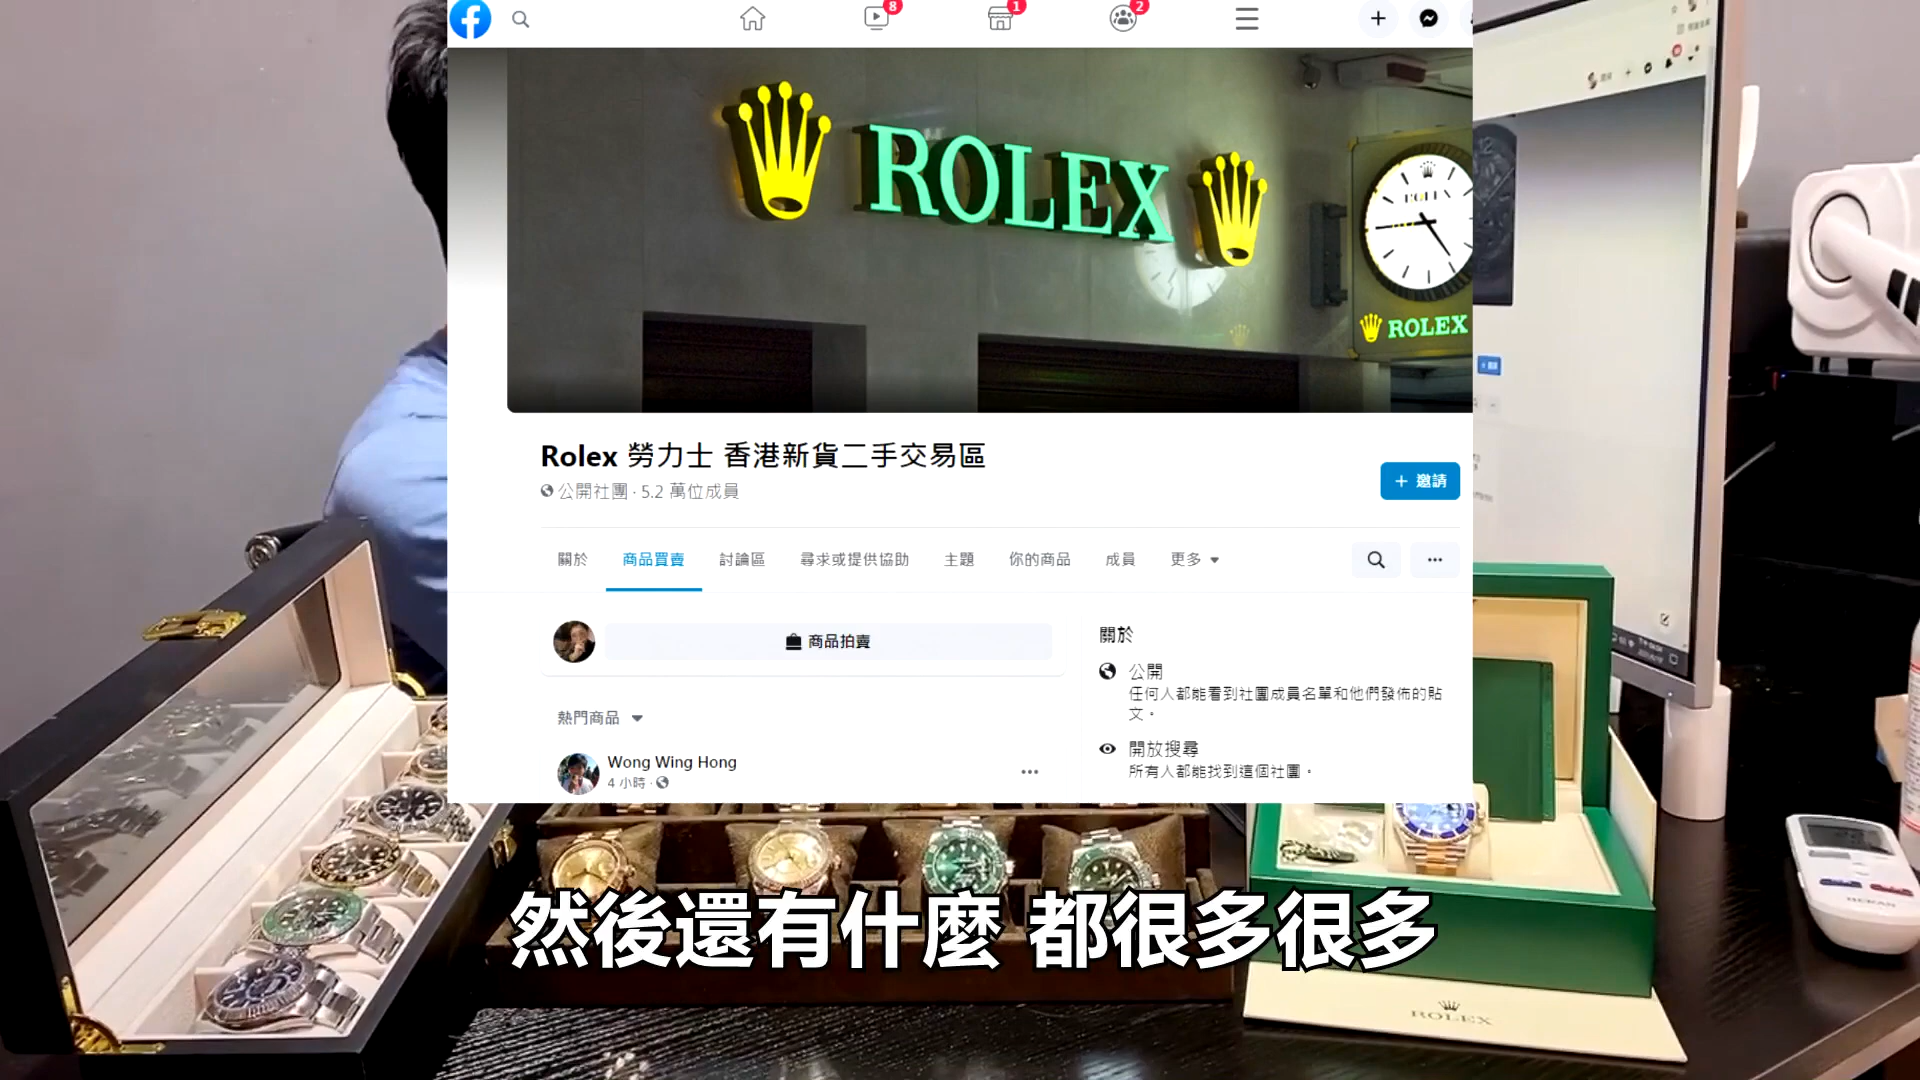 8
1
2
ROLEX
ROLEX
ROLEX
Rolex 勞力士 香港新貨二手交易區
公開社團 · 5.2 萬位成員
+ 邀請
關於 商品買賣 討論區 尋求或提供協助 主題 你的商品 成員 更多
商品拍賣
熱門商品
Wong Wing Hong
4 小時 ·
關於
公開
任何人都能看到社團成員名單和他們發佈的貼
文。
開放搜尋
所有人都能找到這個社團。
然後還有什麼 都很多很多
ROLEX